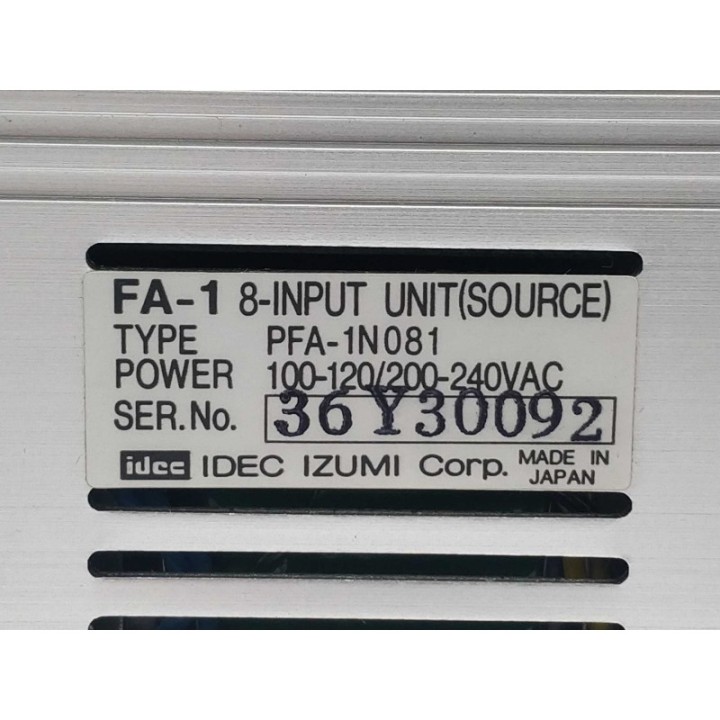 FA-1 8-INPUT UNIT(SOURCE)
TYPE PFA-1N081
POWER 100-120/200-240VAC
SER.No. 36Y30092
idec IDEC IZUMI Corp. MADE IN JAPAN